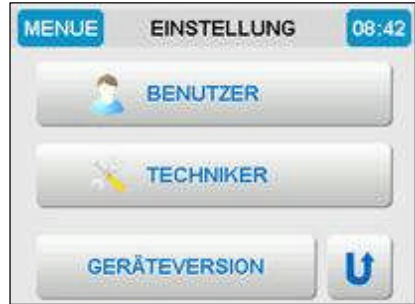 MENUE EINSTELLUNG 08:42
BENUTZER
TECHNIKER
GERÄTEVERSION